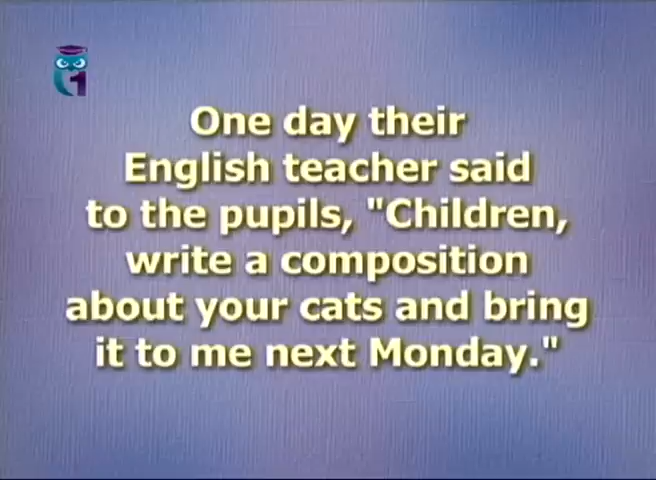 1
One day their
English teacher said
to the pupils, "Children,
write a composition
about your cats and bring
it to me next Monday."